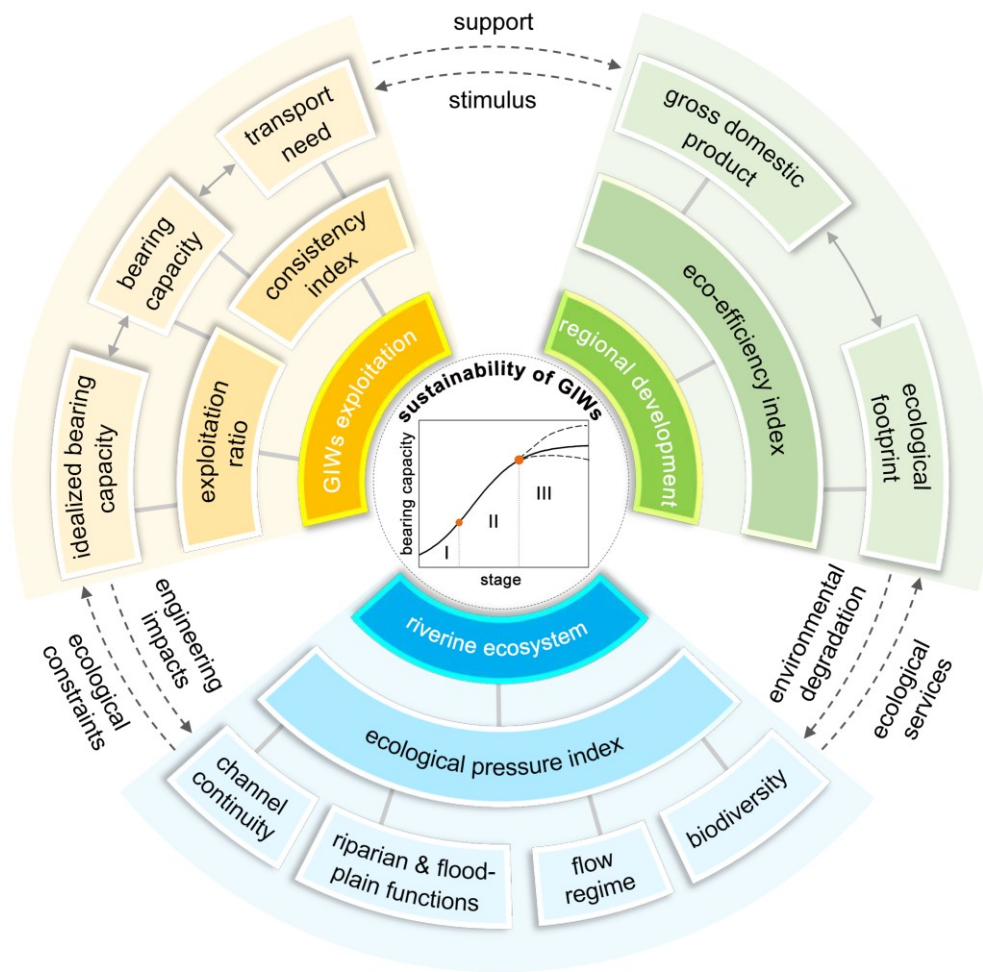 support
stimulus
transport
need
bearing
capacity
idealized bearing
capacity
consistency
index
exploitation
ratio
GIWs exploitation
gross domestic
product
ecological
footprint
eco-efficiency index
regional development
sustainability of GIWs
bearing capacity
I
II
III
stage
riverine ecosystem
ecological pressure index
channel
continuity
riparian & flood-
plain functions
flow
regime
biodiversity
engineering
impacts
ecological
constraints
environmental
degradation
ecological
services